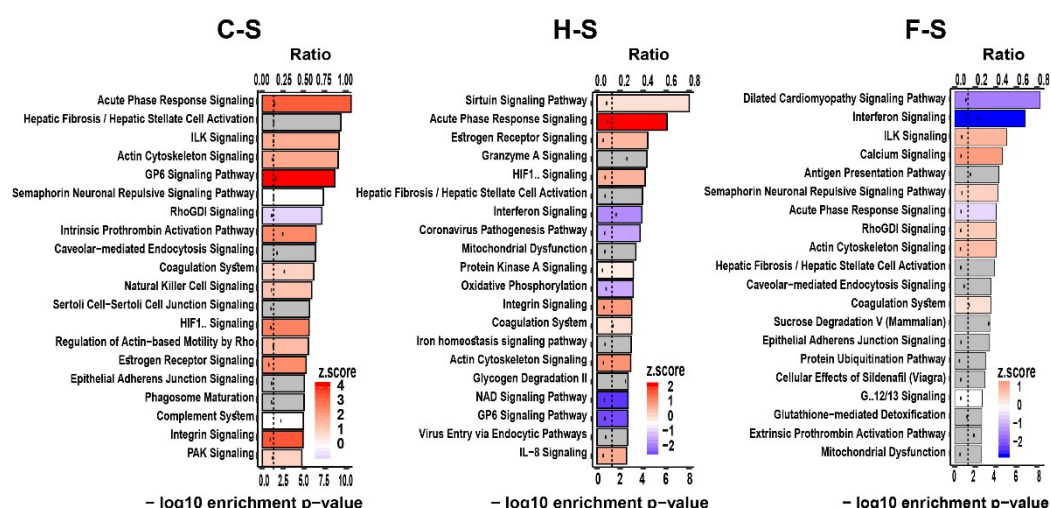 C-S
Ratio
0.00 0.25 0.50 0.75 1.00
Acute Phase Response Signaling
Hepatic Fibrosis / Hepatic Stellate Cell Activation
ILK Signaling
Actin Cytoskeleton Signaling
GP6 Signaling Pathway
Semaphorin Neuronal Repulsive Signaling Pathway
RhoGDI Signaling
Intrinsic Prothrombin Activation Pathway
Caveolar-mediated Endocytosis Signaling
Coagulation System
Natural Killer Cell Signaling
Sertoli Cell-Sertoli Cell Junction Signaling
HIF1.. Signaling
Regulation of Actin-based Motility by Rho
Estrogen Receptor Signaling
Epithelial Adherens Junction Signaling
Phagosome Maturation
Complement System
Integrin Signaling
PAK Signaling
z.score
4
3
2
1
0
0.0 2.5 5.0 7.5 10.0
− log10 enrichment p-value
H-S
Ratio
0.0 0.2 0.4 0.6 0.8
Sirtuin Signaling Pathway
Acute Phase Response Signaling
Estrogen Receptor Signaling
Granzyme A Signaling
HIF1.. Signaling
Hepatic Fibrosis / Hepatic Stellate Cell Activation
Interferon Signaling
Coronavirus Pathogenesis Pathway
Mitochondrial Dysfunction
Protein Kinase A Signaling
Oxidative Phosphorylation
Integrin Signaling
Coagulation System
Iron homeostasis signaling pathway
Actin Cytoskeleton Signaling
Glycogen Degradation II
NAD Signaling Pathway
GP6 Signaling Pathway
Virus Entry via Endocytic Pathways
IL−8 Signaling
z.score
2
1
0
−1
−2
0 2 4 6 8
− log10 enrichment p-value
F-S
Ratio
0.0 0.2 0.4 0.6 0.8
Dilated Cardiomyopathy Signaling Pathway
Interferon Signaling
ILK Signaling
Calcium Signaling
Antigen Presentation Pathway
Semaphorin Neuronal Repulsive Signaling Pathway
Acute Phase Response Signaling
RhoGDI Signaling
Actin Cytoskeleton Signaling
Hepatic Fibrosis / Hepatic Stellate Cell Activation
Caveolar-mediated Endocytosis Signaling
Coagulation System
Sucrose Degradation V (Mammalian)
Epithelial Adherens Junction Signaling
Protein Ubiquitination Pathway
Cellular Effects of Sildenafil (Viagra)
G..12/13 Signaling
Glutathione-mediated Detoxification
Extrinsic Prothrombin Activation Pathway
Mitochondrial Dysfunction
z.score
1
0
−1
−2
0 2 4 6 8
− log10 enrichment p-value